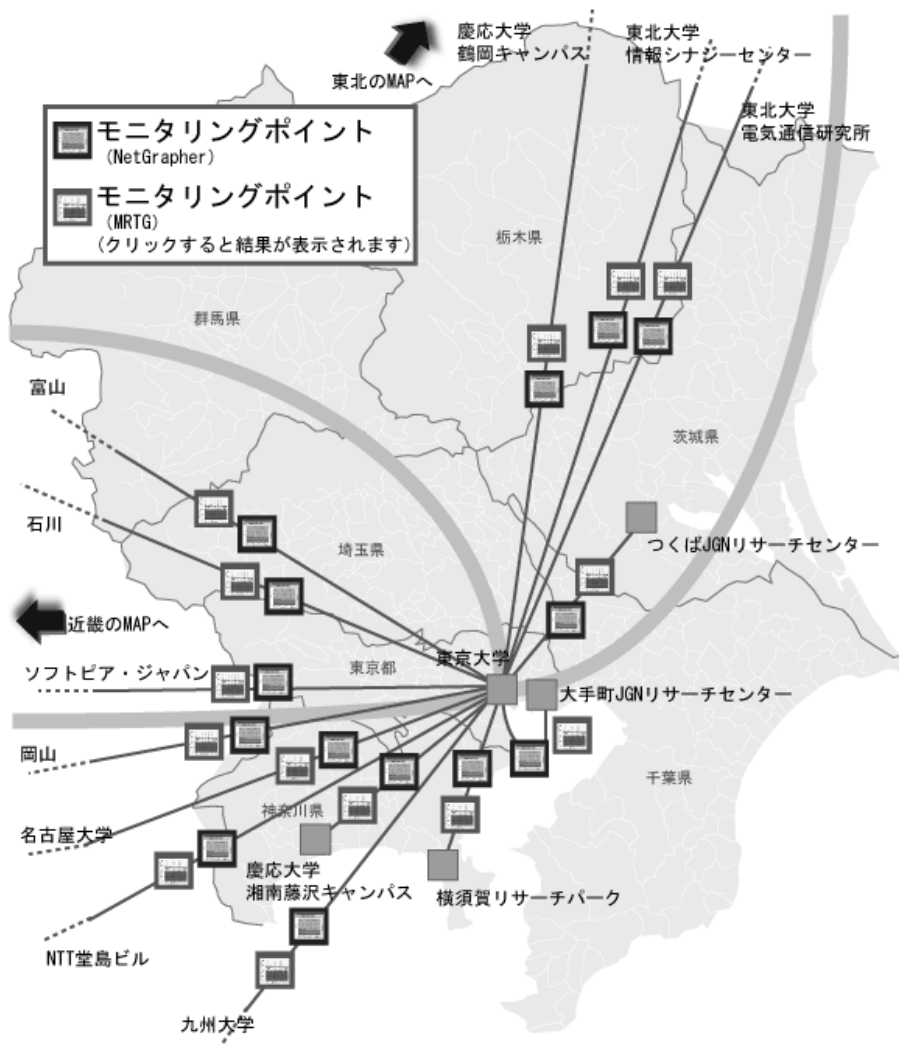 慶応大学
鶴岡キャンパス
東北大学
情報シナジーセンター
東北のMAPへ
東北大学
電気通信研究所
モニタリングポイント
(NetGrapher)
モニタリングポイント
(MRTG)
(クリックすると結果が表示されます)
栃木県
群馬県
富山
茨城県
石川
埼玉県
つくばJGNリサーチセンター
近畿のMAPへ
東京大学
ソフトピア・ジャパン
東京都
大手町JGNリサーチセンター
岡山
千葉県
名古屋大学
神奈川県
慶応大学
湘南藤沢キャンパス
横須賀リサーチパーク
NTT堂島ビル
九州大学